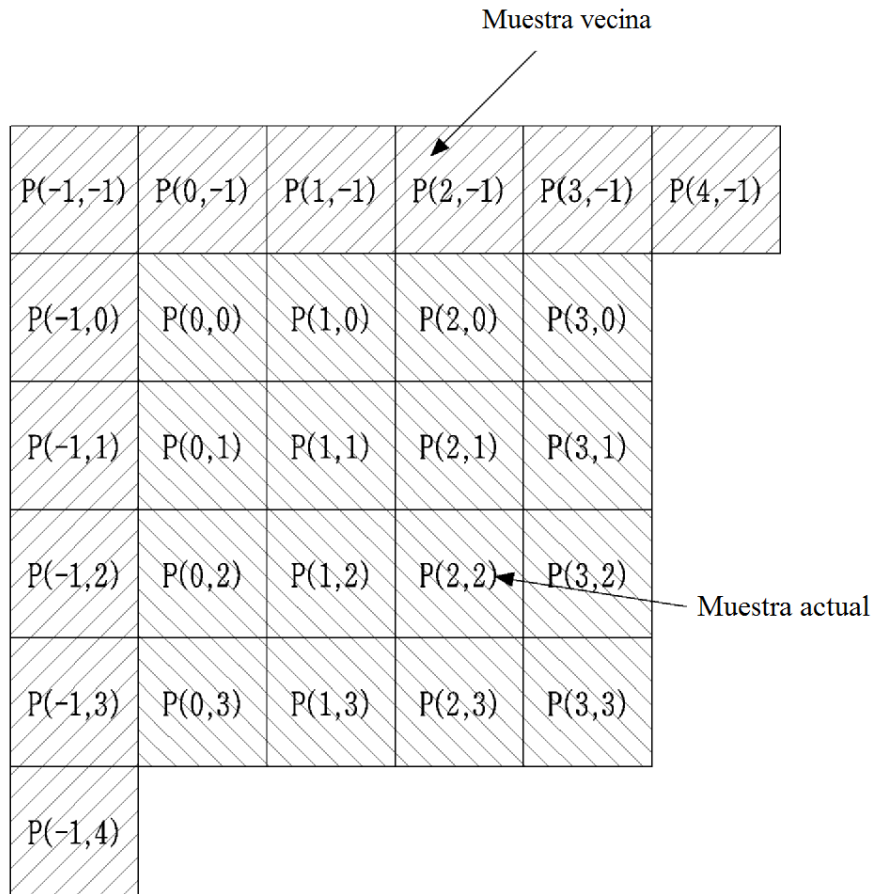 Muestra vecina
P(-1,-1) P(0,-1) P(1,-1) P(2,-1) P(3,-1) P(4,-1)
P(-1,0) P(0,0) P(1,0) P(2,0) P(3,0)
P(-1,1) P(0,1) P(1,1) P(2,1) P(3,1)
P(-1,2) P(0,2) P(1,2) P(2,2) P(3,2)
Muestra actual
P(-1,3) P(0,3) P(1,3) P(2,3) P(3,3)
P(-1,4)